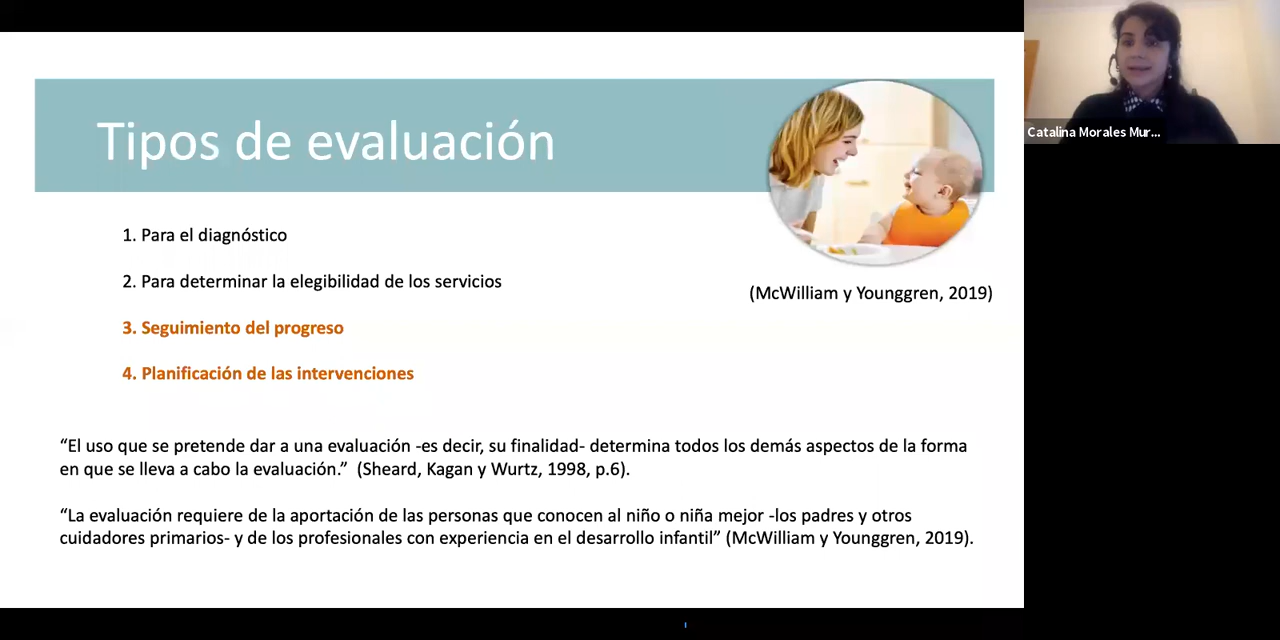 Tipos de evaluación
1. Para el diagnóstico
2. Para determinar la elegibilidad de los servicios
3. Seguimiento del progreso
4. Planificación de las intervenciones
(McWilliam y Younggren, 2019)
“El uso que se pretende dar a una evaluación -es decir, su finalidad- determina todos los demás aspectos de la forma
en que se lleva a cabo la evaluación.” (Sheard, Kagan y Wurtz, 1998, p.6).
“La evaluación requiere de la aportación de las personas que conocen al niño o niña mejor -los padres y otros
cuidadores primarios- y de los profesionales con experiencia en el desarrollo infantil” (McWilliam y Younggren, 2019).
Catalina Morales Mur...